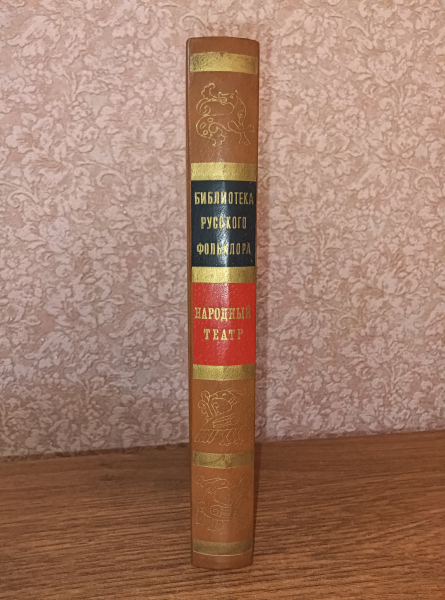 БИБЛИОТЕКА
РУССКОГО
ФОЛЬКЛОРА
НАРОДНЫЙ
ТЕАТР